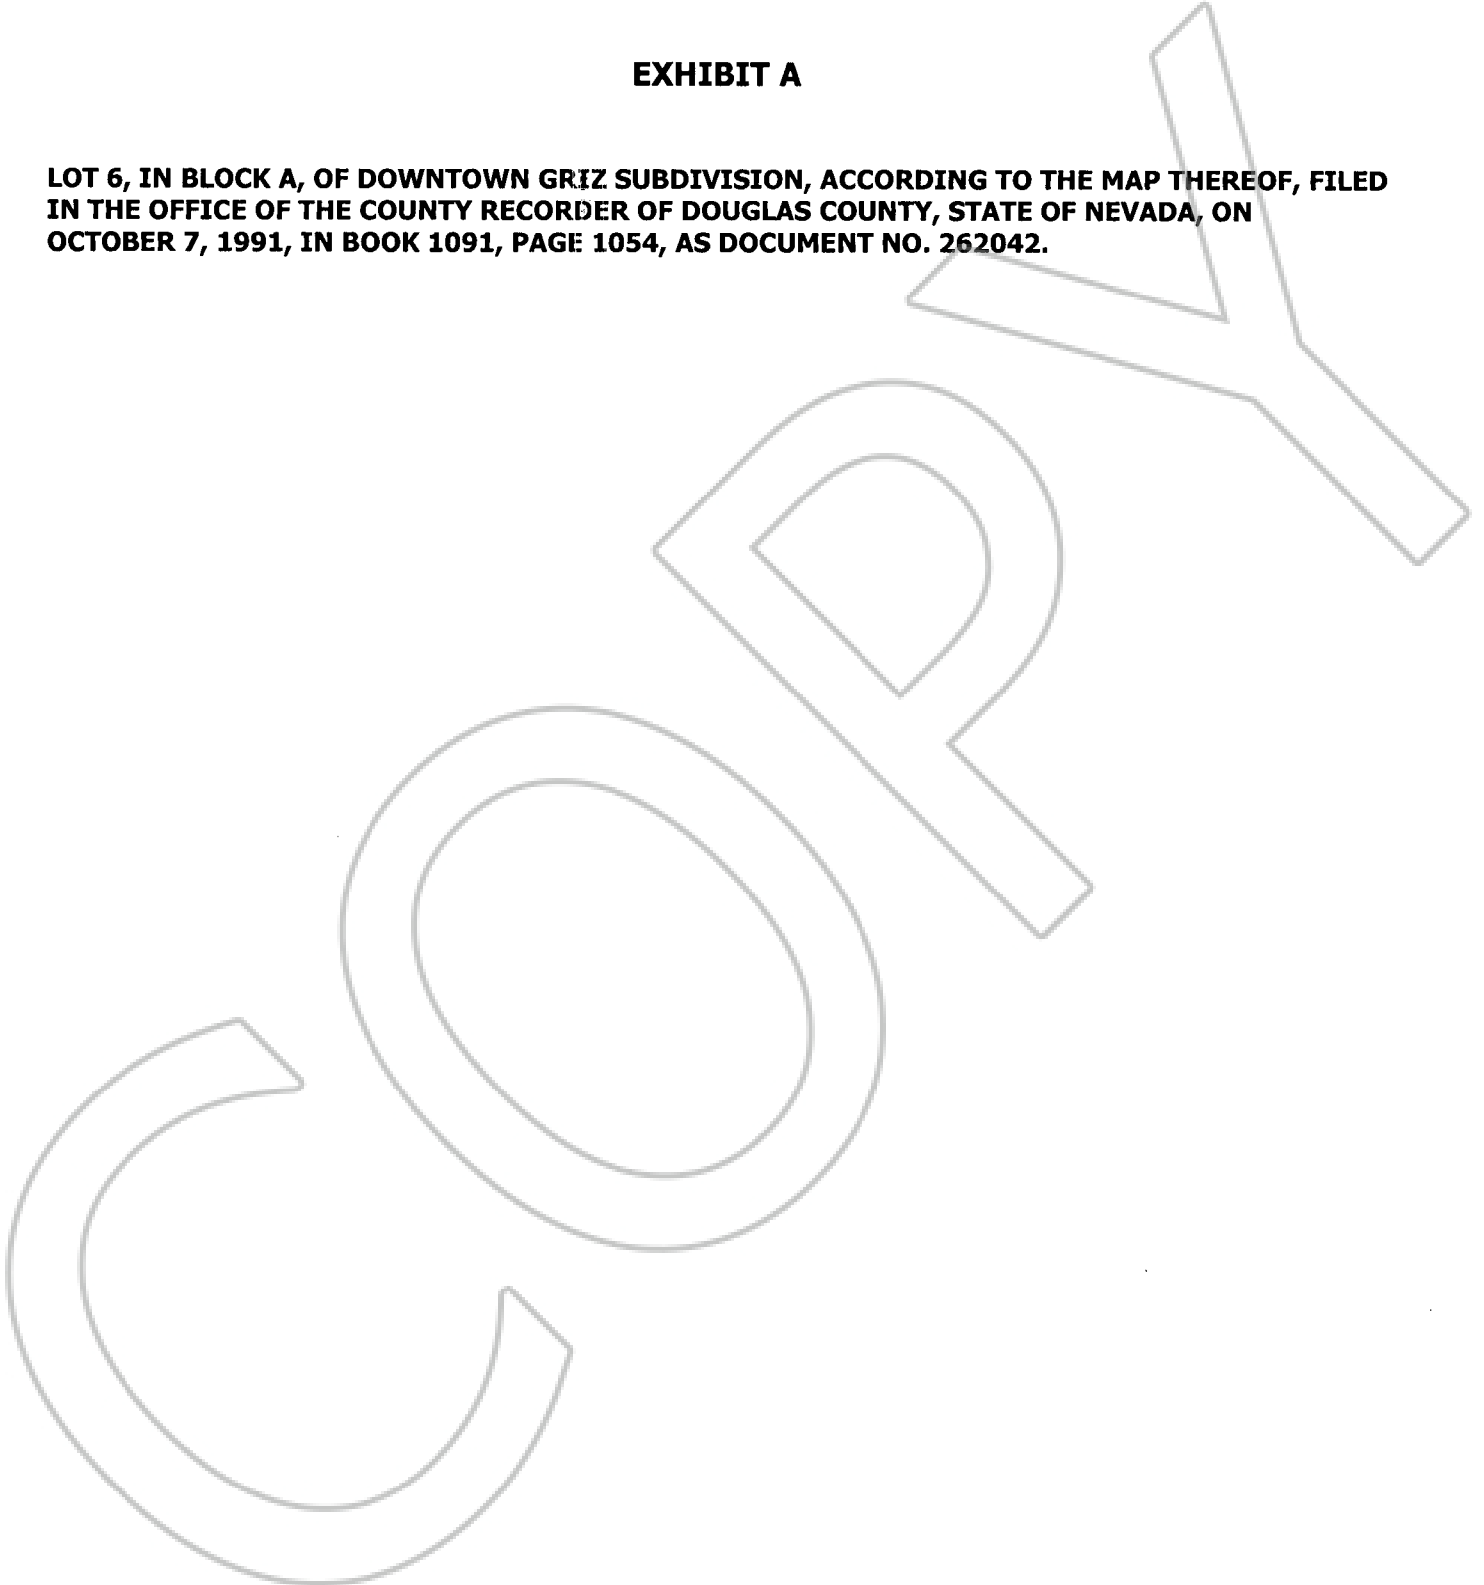 EXHIBIT A
LOT 6, IN BLOCK A, OF DOWNTOWN GRIZ SUBDIVISION, ACCORDING TO THE MAP THEREOF, FILED
IN THE OFFICE OF THE COUNTY RECORDER OF DOUGLAS COUNTY, STATE OF NEVADA, ON
OCTOBER 7, 1991, IN BOOK 1091, PAGE 1054, AS DOCUMENT NO. 262042.
COPY